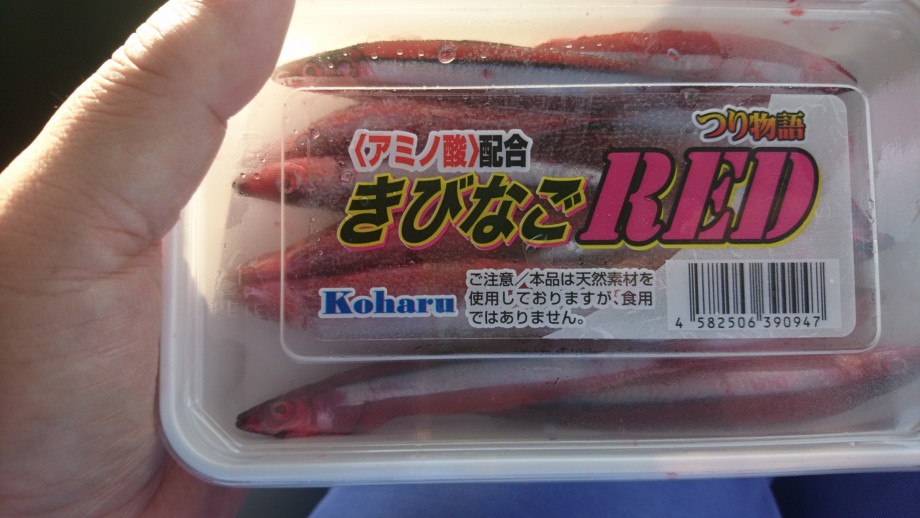 つり物語
〈アミノ酸〉配合
きびなごRED
Koharu
ご注意／本品は天然素材を
使用しておりますが、食用
ではありません。
4 582506 390947